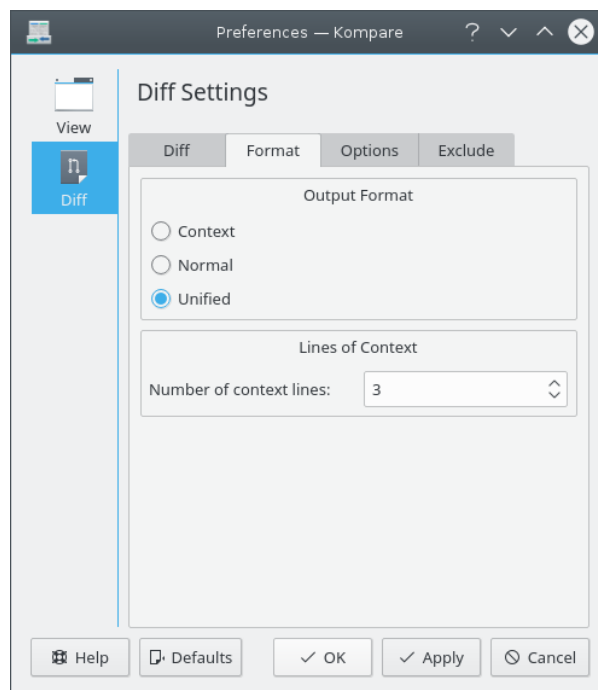 Preferences — Kompare
View
Diff
Diff Settings
Diff Format Options Exclude
Output Format
Context
Normal
Unified
Lines of Context
Number of context lines: 3
Help Defaults OK Apply Cancel